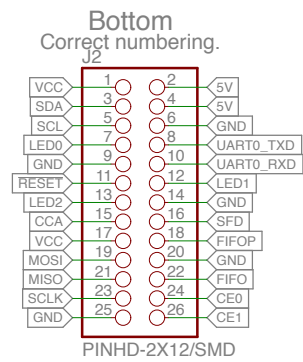 Bottom
Correct numbering.
J2
VCC 1 2 5V
SDA 3 4 5V
SCL 5 6 GND
LED0 7 8 UART0_TXD
GND 9 10 UART0_RXD
RESET 11 12 LED1
LED2 13 14 GND
CCA 15 16 SFD
VCC 17 18 FIFOP
MOSI 19 20 GND
MISO 21 22 FIFO
SCLK 23 24 CE0
GND 25 26 CE1
PINHD-2X12/SMD